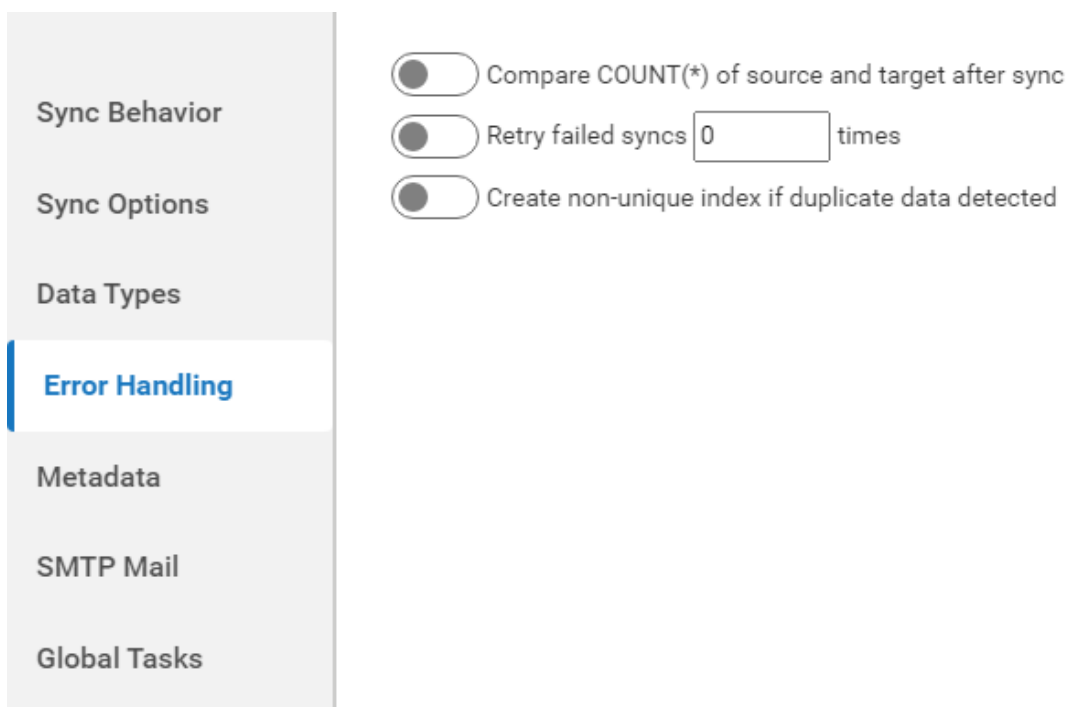 Sync Behavior
Sync Options
Data Types
Error Handling
Metadata
SMTP Mail
Global Tasks
Compare COUNT(*) of source and target after sync
Retry failed syncs 0 times
Create non-unique index if duplicate data detected